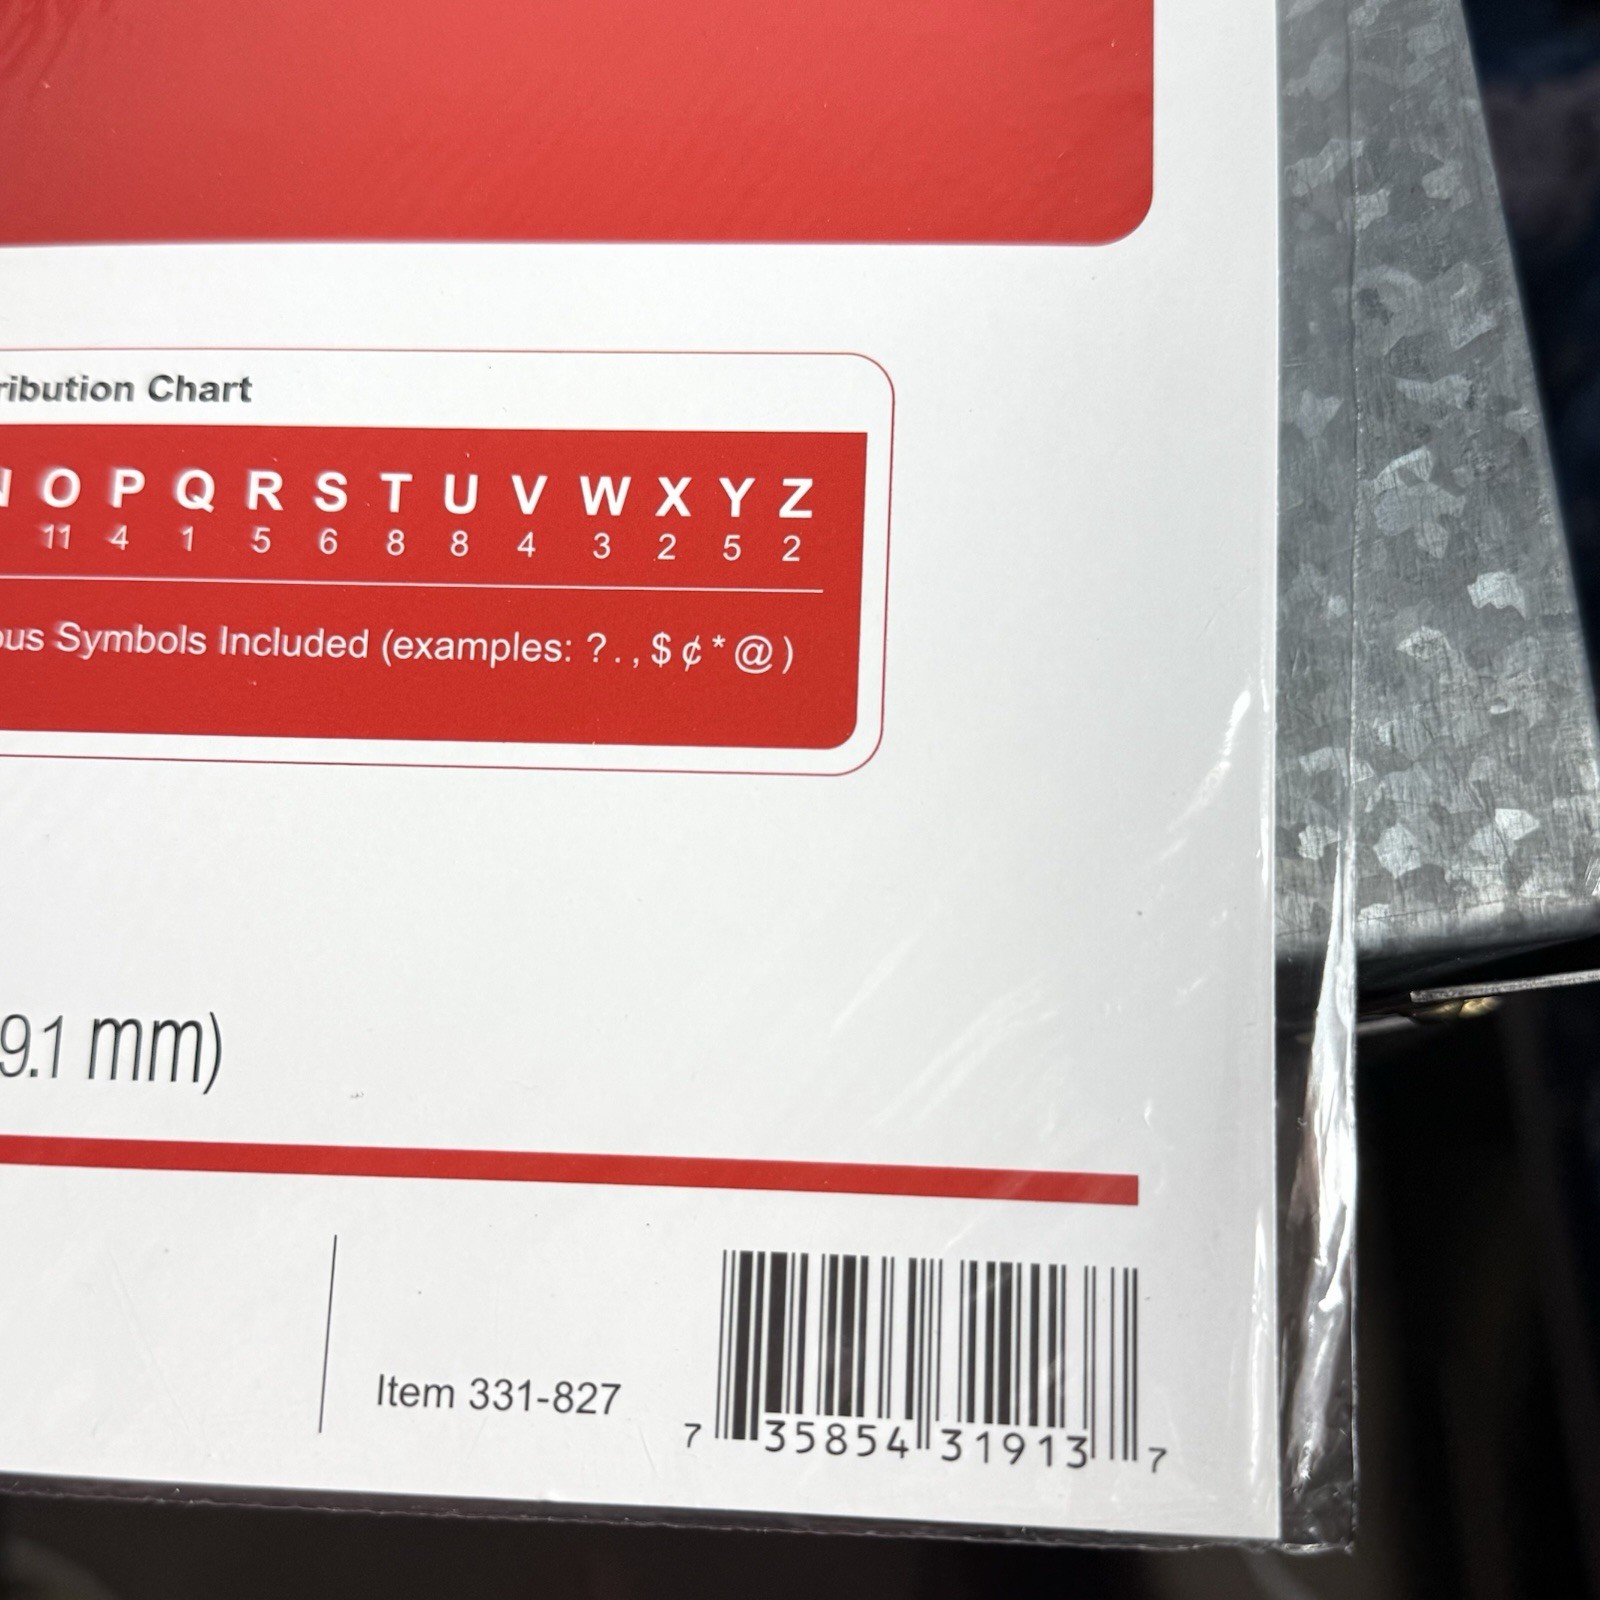 ribution Chart
O P Q R S T U V W X Y Z
11 4 1 5 6 8 8 4 3 2 5 2
ous Symbols Included (examples: ? . , $ ¢ * @ )
9.1 mm)
Item 331-827
7 35854 31913 7